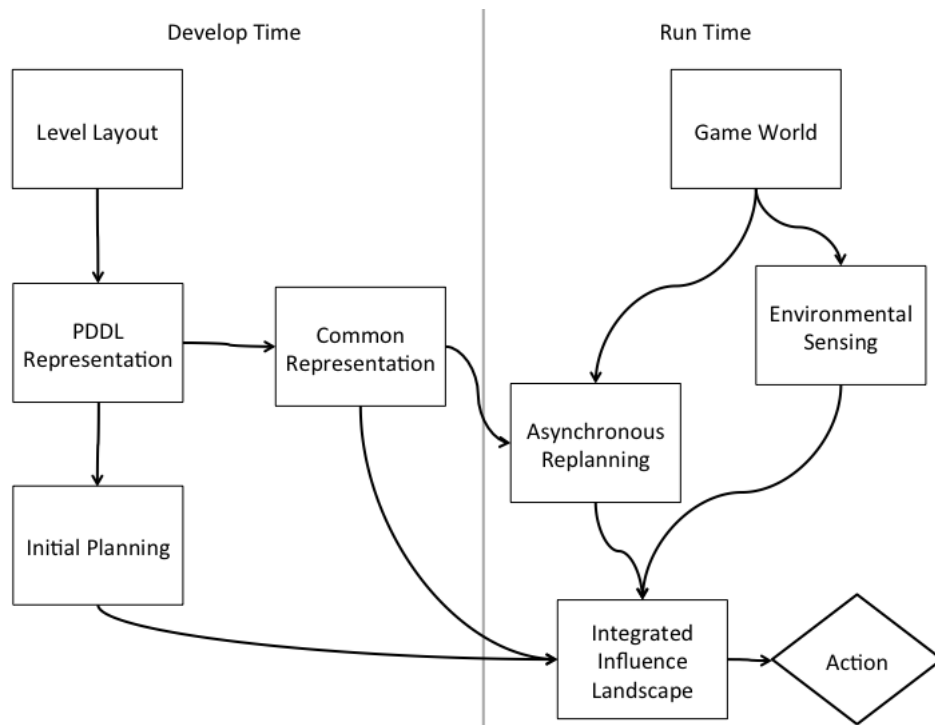 Develop Time
Run Time
Level Layout
Game World
PDDL
Representation
Common
Representation
Environmental
Sensing
Asynchronous
Replanning
Initial Planning
Integrated
Influence
Landscape
Action